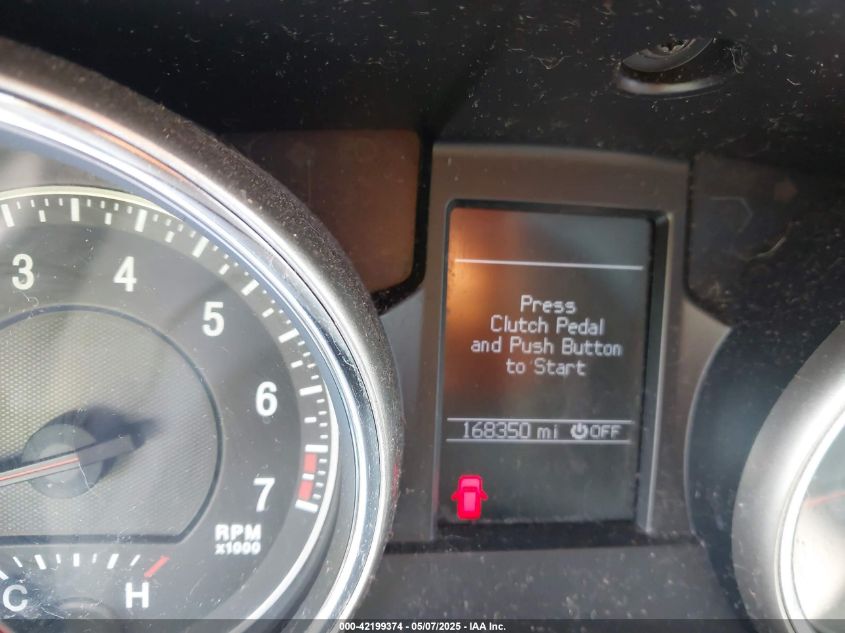 3
4
5
6
7
RPM
x1000
C
H
Press
Clutch Pedal
and Push Button
to Start
168350 mi OFF
000-42199374 — 05/07/2025 — IAA Inc.